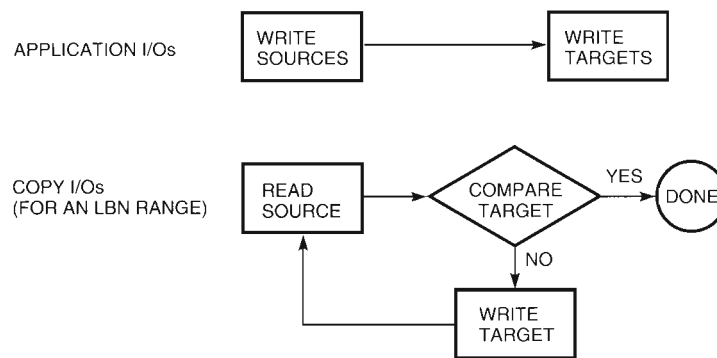 APPLICATION I/Os
WRITE
SOURCES
WRITE
TARGETS
COPY I/Os
(FOR AN LBN RANGE)
READ
SOURCE
COMPARE
TARGET
YES
DONE
NO
WRITE
TARGET